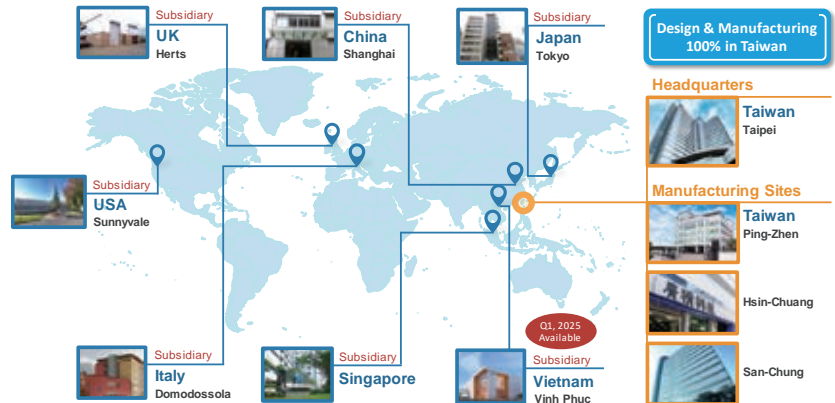 Subsidiary
UK
Herts
Subsidiary
China
Shanghai
Subsidiary
Japan
Tokyo
Design & Manufacturing
100% in Taiwan
Headquarters
Taiwan
Taipei
Subsidiary
USA
Sunnyvale
Manufacturing Sites
Taiwan
Ping-Zhen
Hsin-Chuang
San-Chung
Q1, 2025
Available
Subsidiary
Italy
Domodossola
Subsidiary
Singapore
Subsidiary
Vietnam
Vinh Phuc